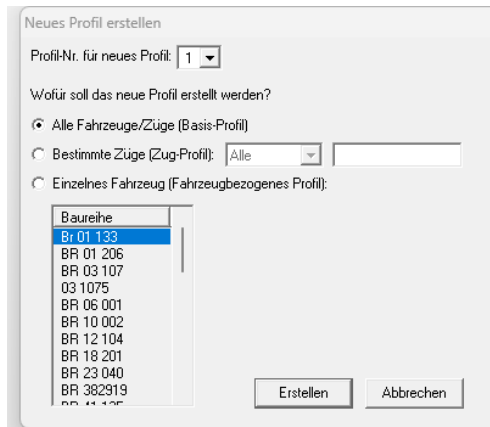 Neues Profil erstellen
Profil-Nr. für neues Profil: 1
Wofür soll das neue Profil erstellt werden?
Alle Fahrzeuge/Züge (Basis-Profil)
Bestimmte Züge (Zug-Profil): Alle
Einzelnes Fahrzeug (Fahrzeugbezogenes Profil):
Baureihe
Br 01 133
BR 01 206
BR 03 107
03 1075
BR 06 001
BR 10 002
BR 12 104
BR 18 201
BR 23 040
BR 382919
Erstellen Abbrechen